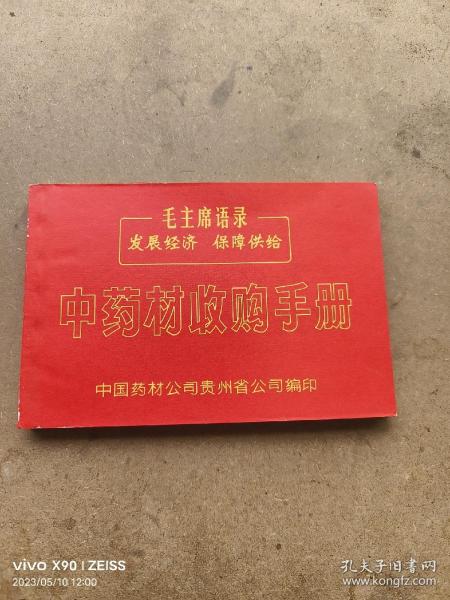 毛主席语录
发展经济 保障供给
中药材收购手册
中国药材公司贵州省公司编印
vivo X90 | ZEISS
2023/05/10 12:00
孔夫子旧书网
www.kongfz.com